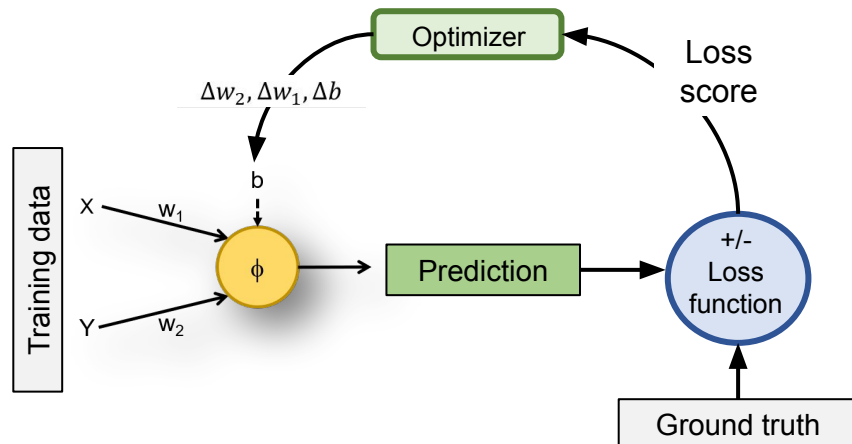 Optimizer
Loss
score
Δw₂, Δw₁, Δb
Training data
b
X
w₁
ϕ
Y
w₂
Prediction
+/-
Loss
function
Ground truth